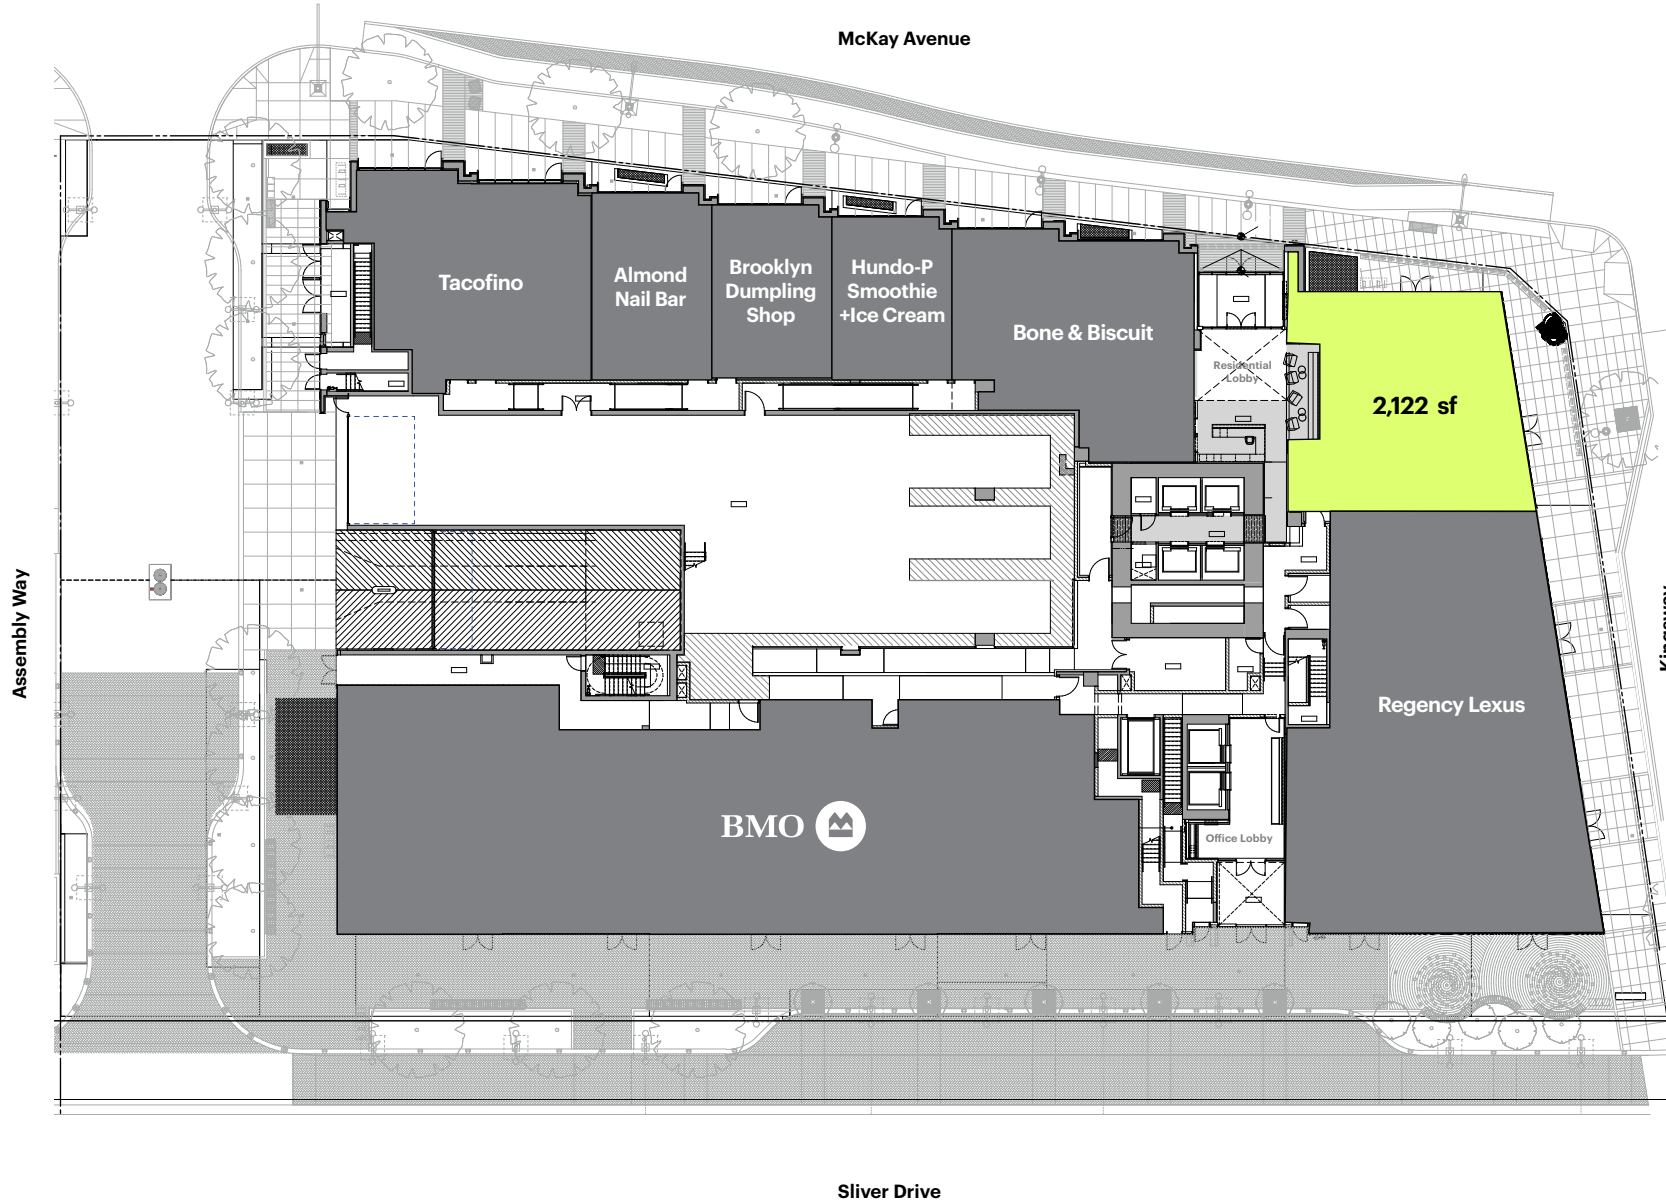 McKay Avenue
Tacofino
Almond
Nail Bar
Brooklyn
Dumpling
Shop
Hundo-P
Smoothie
+Ice Cream
Bone & Biscuit
Residential
Lobby
2,122 sf
Assembly Way
Kingsway
Regency Lexus
BMO
Office Lobby
Sliver Drive